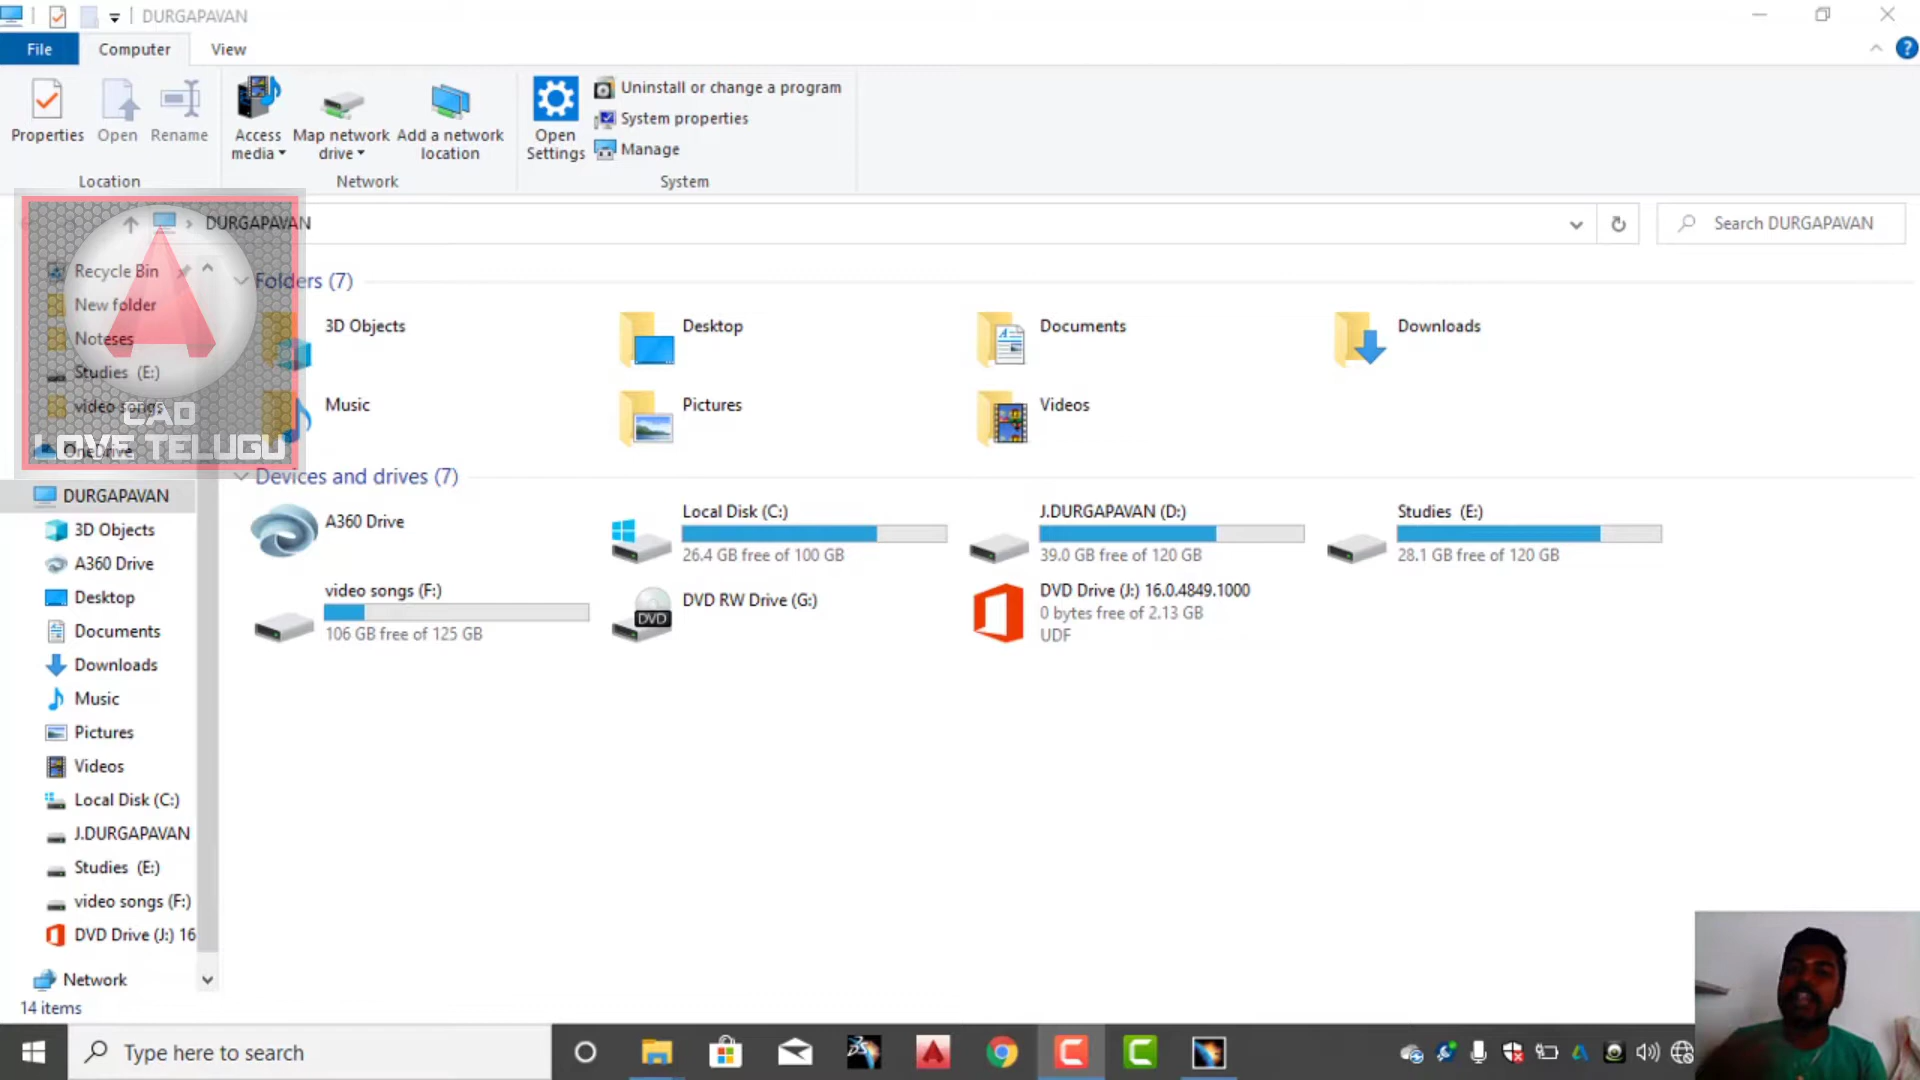 DURGAPAVAN
File Computer View
Properties Open Rename Access media Map network drive Add a network location Open Settings Uninstall or change a program
System properties
Manage
Location Network System
DURGAPAVAN Search DURGAPAVAN
Recycle Bin
New folder
Noteses
Studies (E:)
video songs
OneDrive
CAD
LOVE TELUGU
DURGAPAVAN
3D Objects
A360 Drive
Desktop
Documents
Downloads
Music
Pictures
Videos
Local Disk (C:)
J.DURGAPAVAN
Studies (E:)
video songs (F:)
DVD Drive (J:) 16
Network
Folders (7)
3D Objects Desktop Documents Downloads
Music Pictures Videos
Devices and drives (7)
A360 Drive
Local Disk (C:)
26.4 GB free of 100 GB
J.DURGAPAVAN (D:)
39.0 GB free of 120 GB
Studies (E:)
28.1 GB free of 120 GB
video songs (F:)
106 GB free of 125 GB
DVD RW Drive (G:)
DVD
DVD Drive (J:) 16.0.4849.1000
0 bytes free of 2.13 GB
UDF
14 items
Type here to search